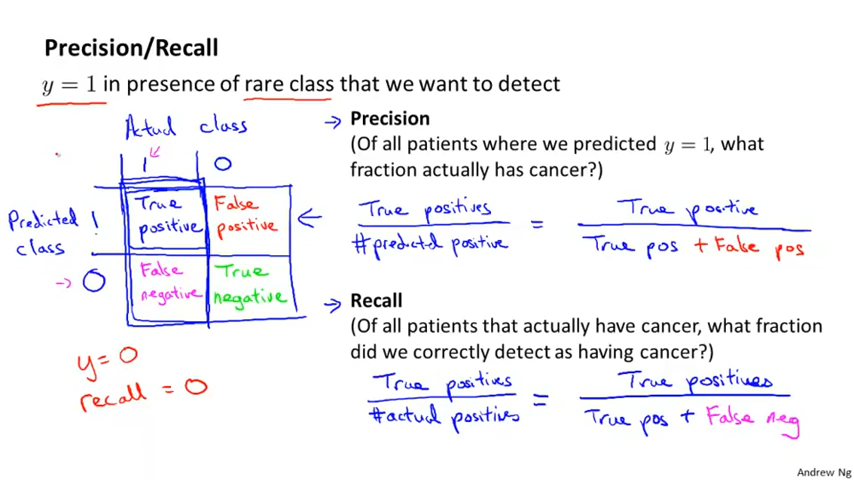 Precision/Recall
y = 1 in presence of rare class that we want to detect
Actual class
1 0
Predicted class
1
0
True positive
False positive
False negative
True negative
y = 0
recall = 0
→ Precision
(Of all patients where we predicted y = 1, what
fraction actually has cancer?)
True positives
#predicted positive
=
True positive
True pos + False pos
→ Recall
(Of all patients that actually have cancer, what fraction
did we correctly detect as having cancer?)
True positives
#actual positives
=
True positives
True pos + False neg
Andrew Ng